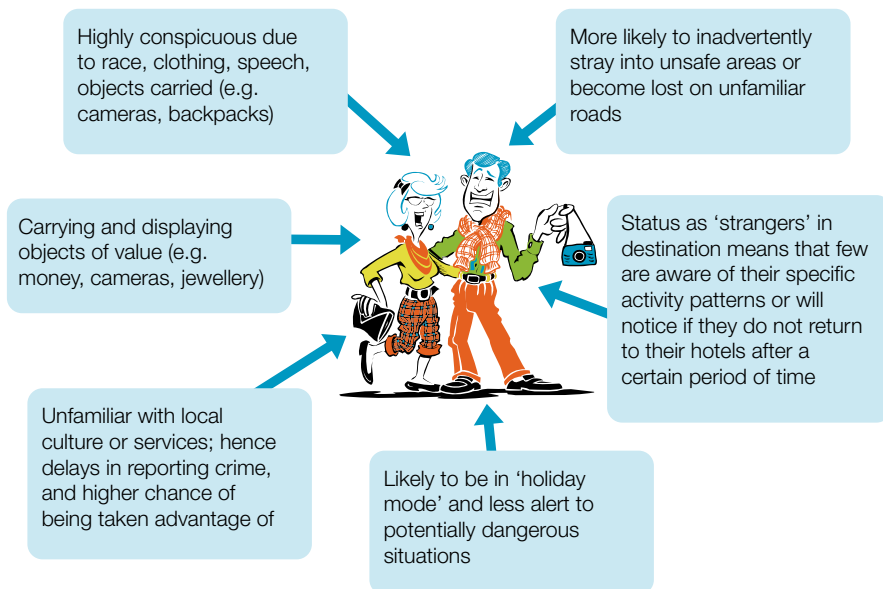 Highly conspicuous due
to race, clothing, speech,
objects carried (e.g.
cameras, backpacks)
More likely to inadvertently
stray into unsafe areas or
become lost on unfamiliar
roads
Carrying and displaying
objects of value (e.g.
money, cameras, jewellery)
Status as ‘strangers’ in
destination means that few
are aware of their specific
activity patterns or will
notice if they do not return
to their hotels after a
certain period of time
Unfamiliar with local
culture or services; hence
delays in reporting crime,
and higher chance of
being taken advantage of
Likely to be in ‘holiday
mode’ and less alert to
potentially dangerous
situations